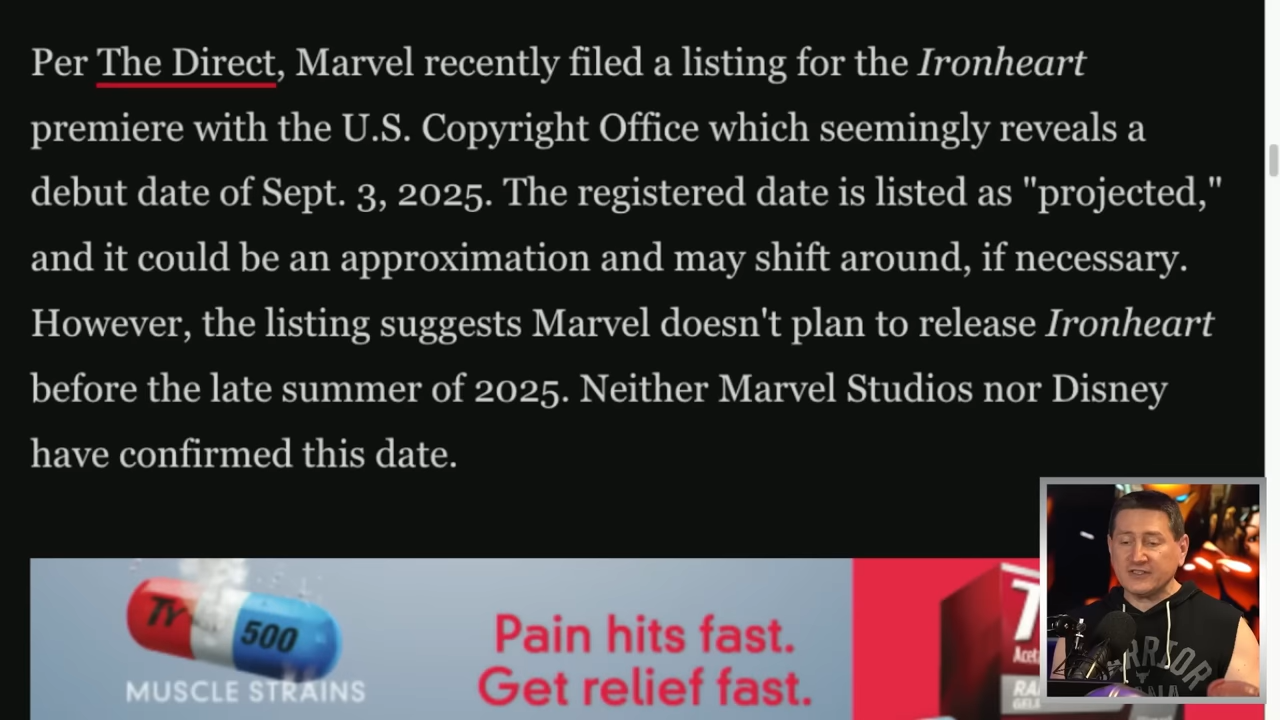 Per The Direct, Marvel recently filed a listing for the Ironheart
premiere with the U.S. Copyright Office which seemingly reveals a
debut date of Sept. 3, 2025. The registered date is listed as "projected,"
and it could be an approximation and may shift around, if necessary.
However, the listing suggests Marvel doesn't plan to release Ironheart
before the late summer of 2025. Neither Marvel Studios nor Disney
have confirmed this date.
TY 500
MUSCLE STRAINS
Pain hits fast.
Get relief fast.